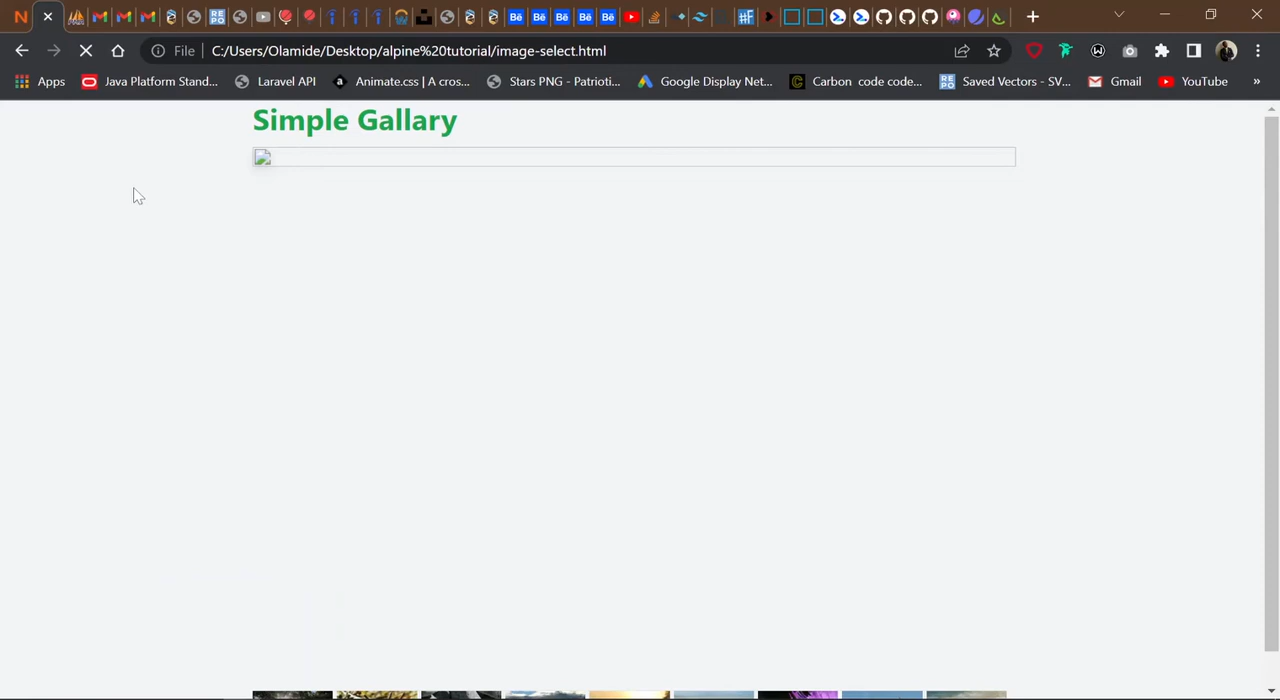 File C:/Users/Olamide/Desktop/alpine%20tutorial/image-select.html
Apps Java Platform Stand... Laravel API Animate.css | A cros... Stars PNG - Patrioti... Google Display Net... Carbon code code... Saved Vectors - SV... Gmail YouTube »
Simple Gallary